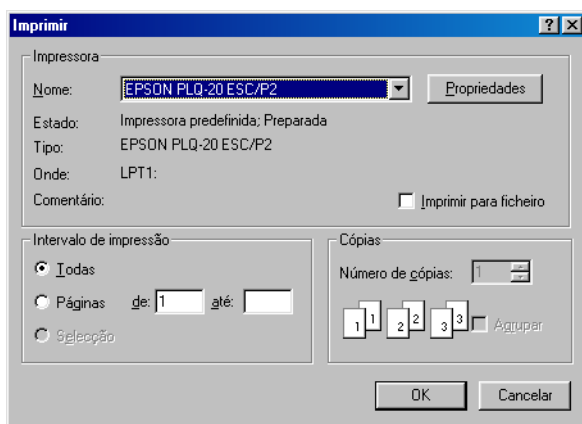 Imprimir
Impressora
Nome: EPSON PLQ-20 ESC/P2 Propriedades
Estado: Impressora predefinida; Preparada
Tipo: EPSON PLQ-20 ESC/P2
Onde: LPT1:
Comentário: Imprimir para ficheiro
Intervalo de impressão Cópias
Todas Número de cópias: 1
Páginas de: 1 até:
1 1 2 2 3 3 Agrupar
Selecção
OK Cancelar